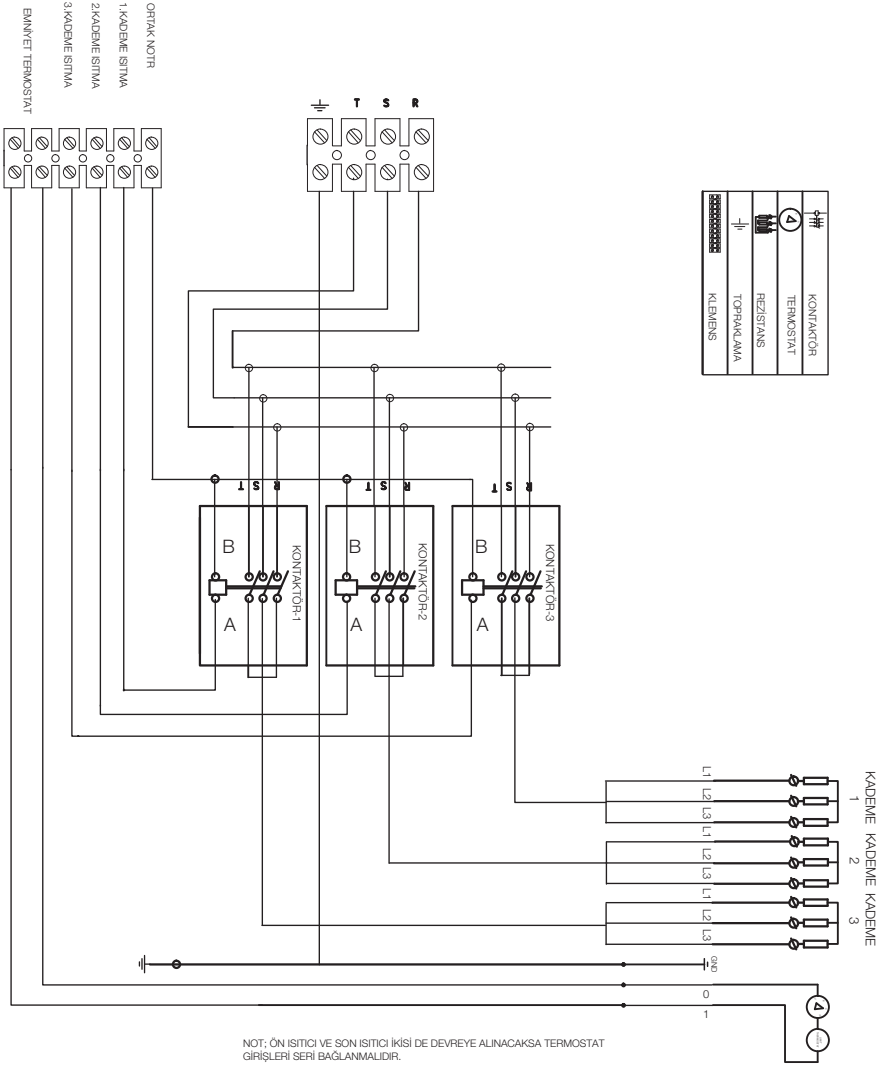 ORTAK NOTR
1.KADEME ISITMA
2.KADEME ISITMA
3.KADEME ISITMA
EMNİYET TERMOSTAT
T S R
KONTAKTÖR
TERMOSTAT
REZİSTANS
TOPRAKLAMA
KLEMENS
T S R
T S R
T S R
B
A
KONTAKTÖR-1
B
A
KONTAKTÖR-2
B
A
KONTAKTÖR-3
KADEME 1
L1
L2
L3
KADEME 2
L1
L2
L3
KADEME 3
L1
L2
L3
GND
0
1
NOT; ÖN ISITICI VE SON ISITICI İKİSİ DE DEVREYE ALINACAKSA TERMOSTAT
GİRİŞLERİ SERİ BAĞLANMALIDIR.